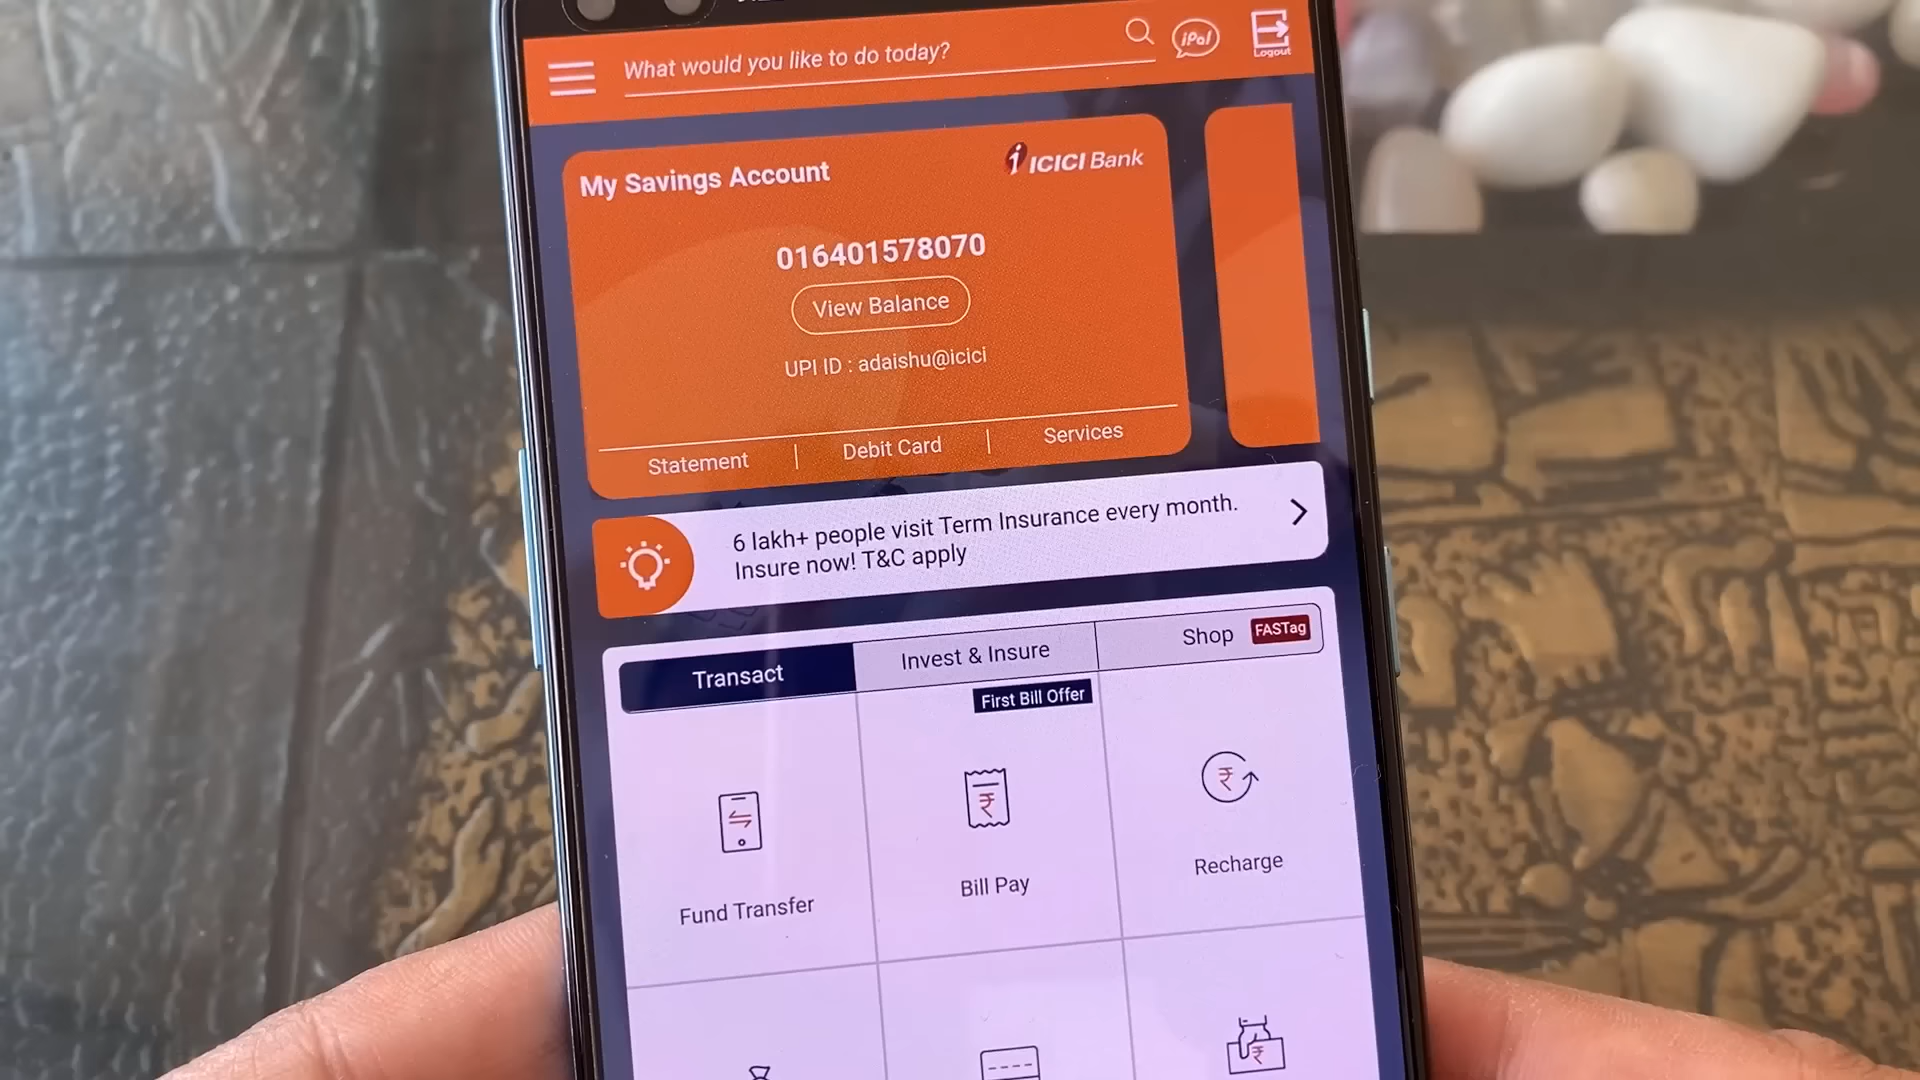 What would you like to do today?
iPal
Logout
My Savings Account
ICICI Bank
016401578070
View Balance
UPI ID : adaishu@icici
Statement | Debit Card | Services
6 lakh+ people visit Term Insurance every month.
Insure now! T&C apply
Transact
Invest & Insure
Shop
FASTag
First Bill Offer
Fund Transfer
Bill Pay
Recharge